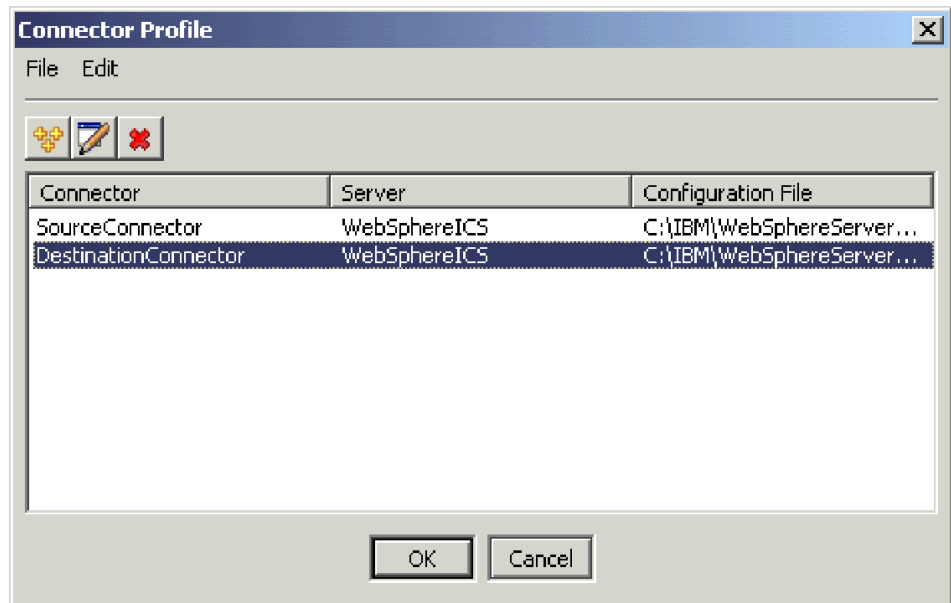 Connector Profile
File Edit
Connector Server Configuration File
SourceConnector WebSphereICS C:\IBM\WebSphereServer...
DestinationConnector WebSphereICS C:\IBM\WebSphereServer...
OK Cancel